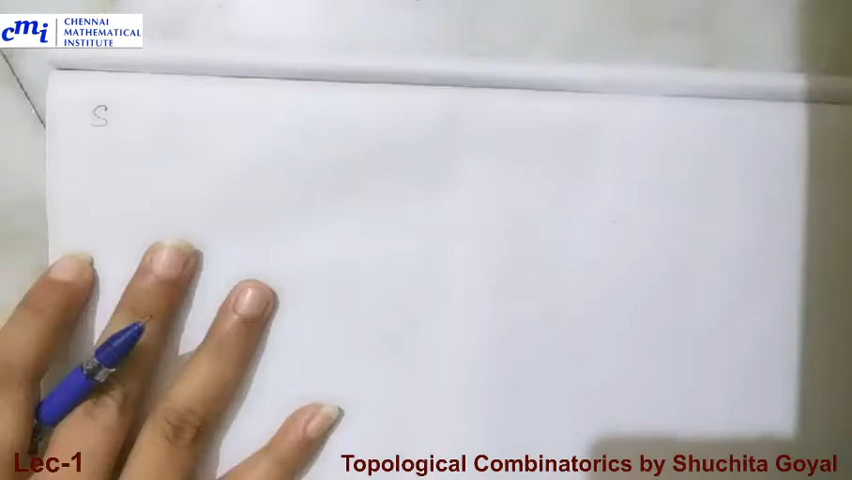 cmi
CHENNAI
MATHEMATICAL
INSTITUTE
S
Lec-1
Topological Combinatorics by Shuchita Goyal